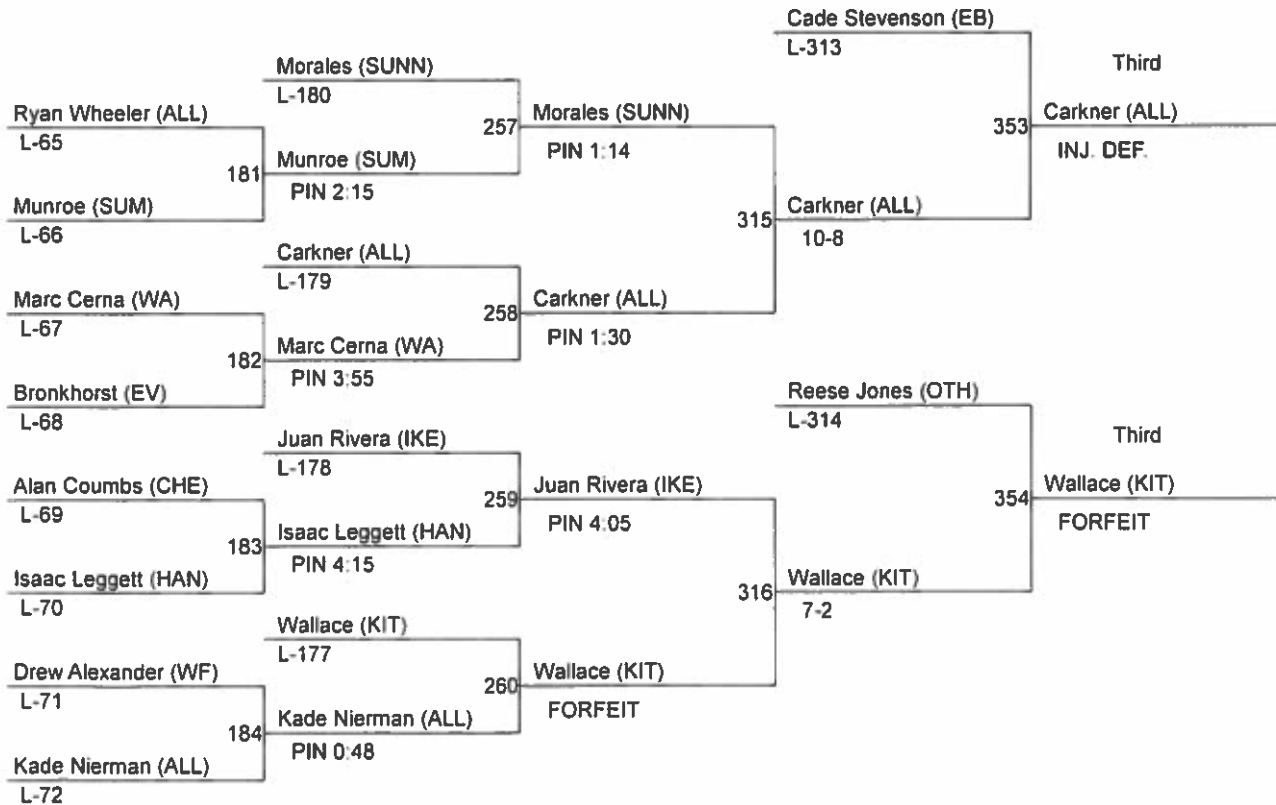 Cade Stevenson (EB)
L-313
Third
Morales (SUNN)
L-180
Ryan Wheeler (ALL)
L-65
257
Morales (SUNN)
PIN 1:14
353
Carkner (ALL)
INJ. DEF.
181
Munroe (SUM)
PIN 2:15
Munroe (SUM)
L-66
315
Carkner (ALL)
10-8
Carkner (ALL)
L-179
Marc Cerna (WA)
L-67
258
Carkner (ALL)
PIN 1:30
182
Marc Cerna (WA)
PIN 3:55
Bronkhorst (EV)
L-68
Reese Jones (OTH)
L-314
Third
Juan Rivera (IKE)
L-178
Alan Coumbs (CHE)
L-69
259
Juan Rivera (IKE)
PIN 4:05
354
Wallace (KIT)
FORFEIT
183
Isaac Leggett (HAN)
PIN 4:15
Isaac Leggett (HAN)
L-70
316
Wallace (KIT)
7-2
Wallace (KIT)
L-177
Drew Alexander (WF)
L-71
260
Wallace (KIT)
FORFEIT
184
Kade Nierman (ALL)
PIN 0:48
Kade Nierman (ALL)
L-72